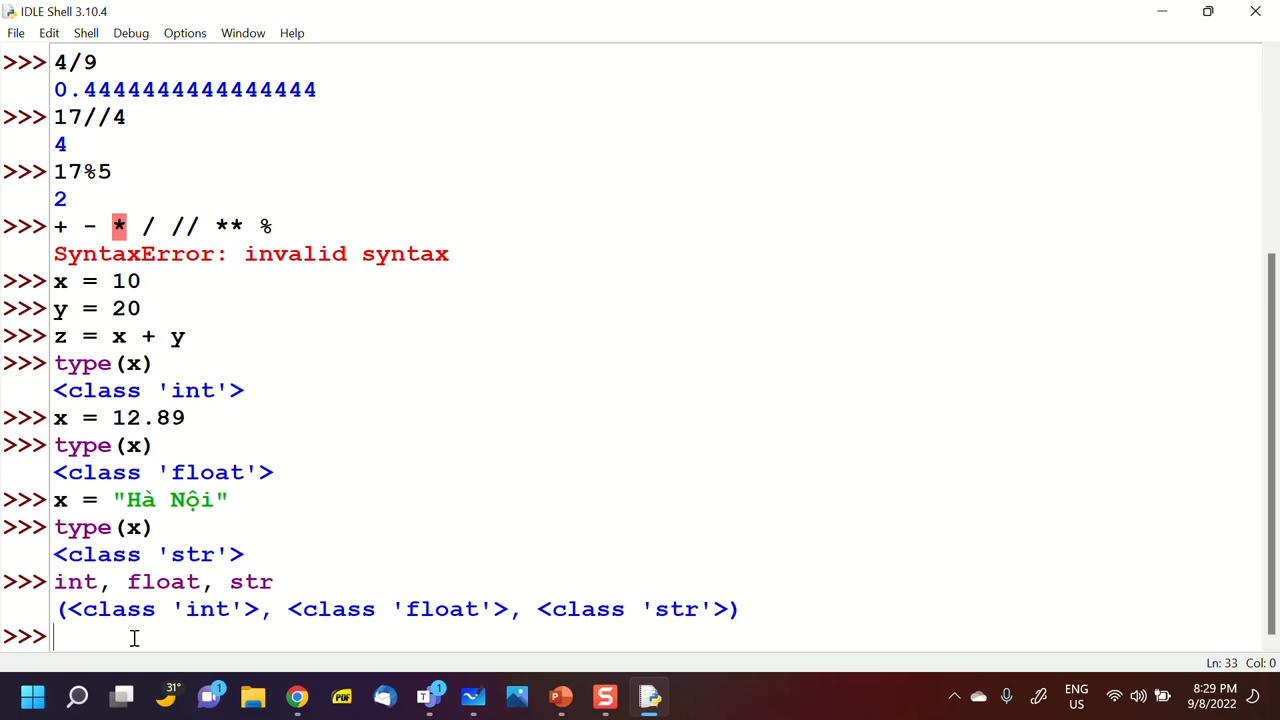 IDLE Shell 3.10.4
File Edit Shell Debug Options Window Help
>>> 4/9
0.4444444444444444
>>> 17//4
4
>>> 17%5
2
>>> + - * / // ** %
SyntaxError: invalid syntax
>>> x = 10
>>> y = 20
>>> z = x + y
>>> type(x)
<class 'int'>
>>> x = 12.89
>>> type(x)
<class 'float'>
>>> x = "Hà Nội"
>>> type(x)
<class 'str'>
>>> int, float, str
(<class 'int'>, <class 'float'>, <class 'str'>)
>>>
Ln: 33 Col: 0
31° 1 PDF T 1 S P ENG 8:29 PM
US 9/8/2022